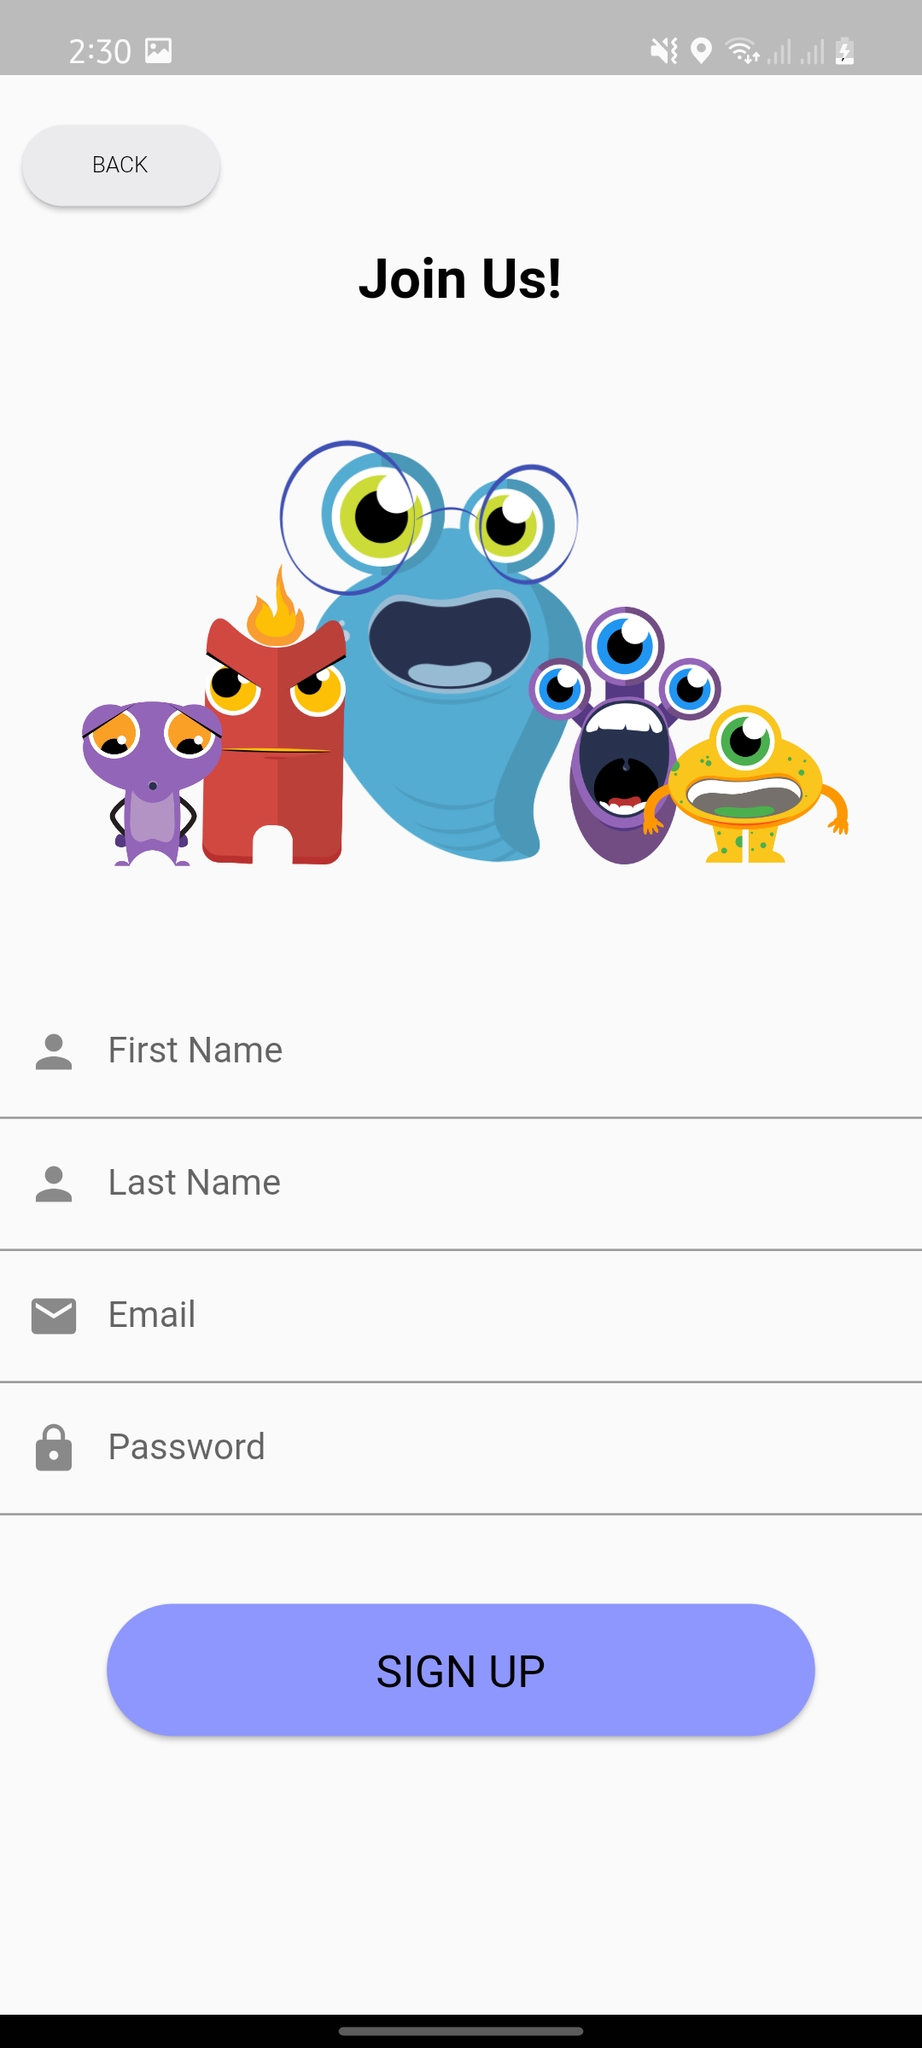 2:30
BACK
Join Us!
First Name
Last Name
Email
Password
SIGN UP